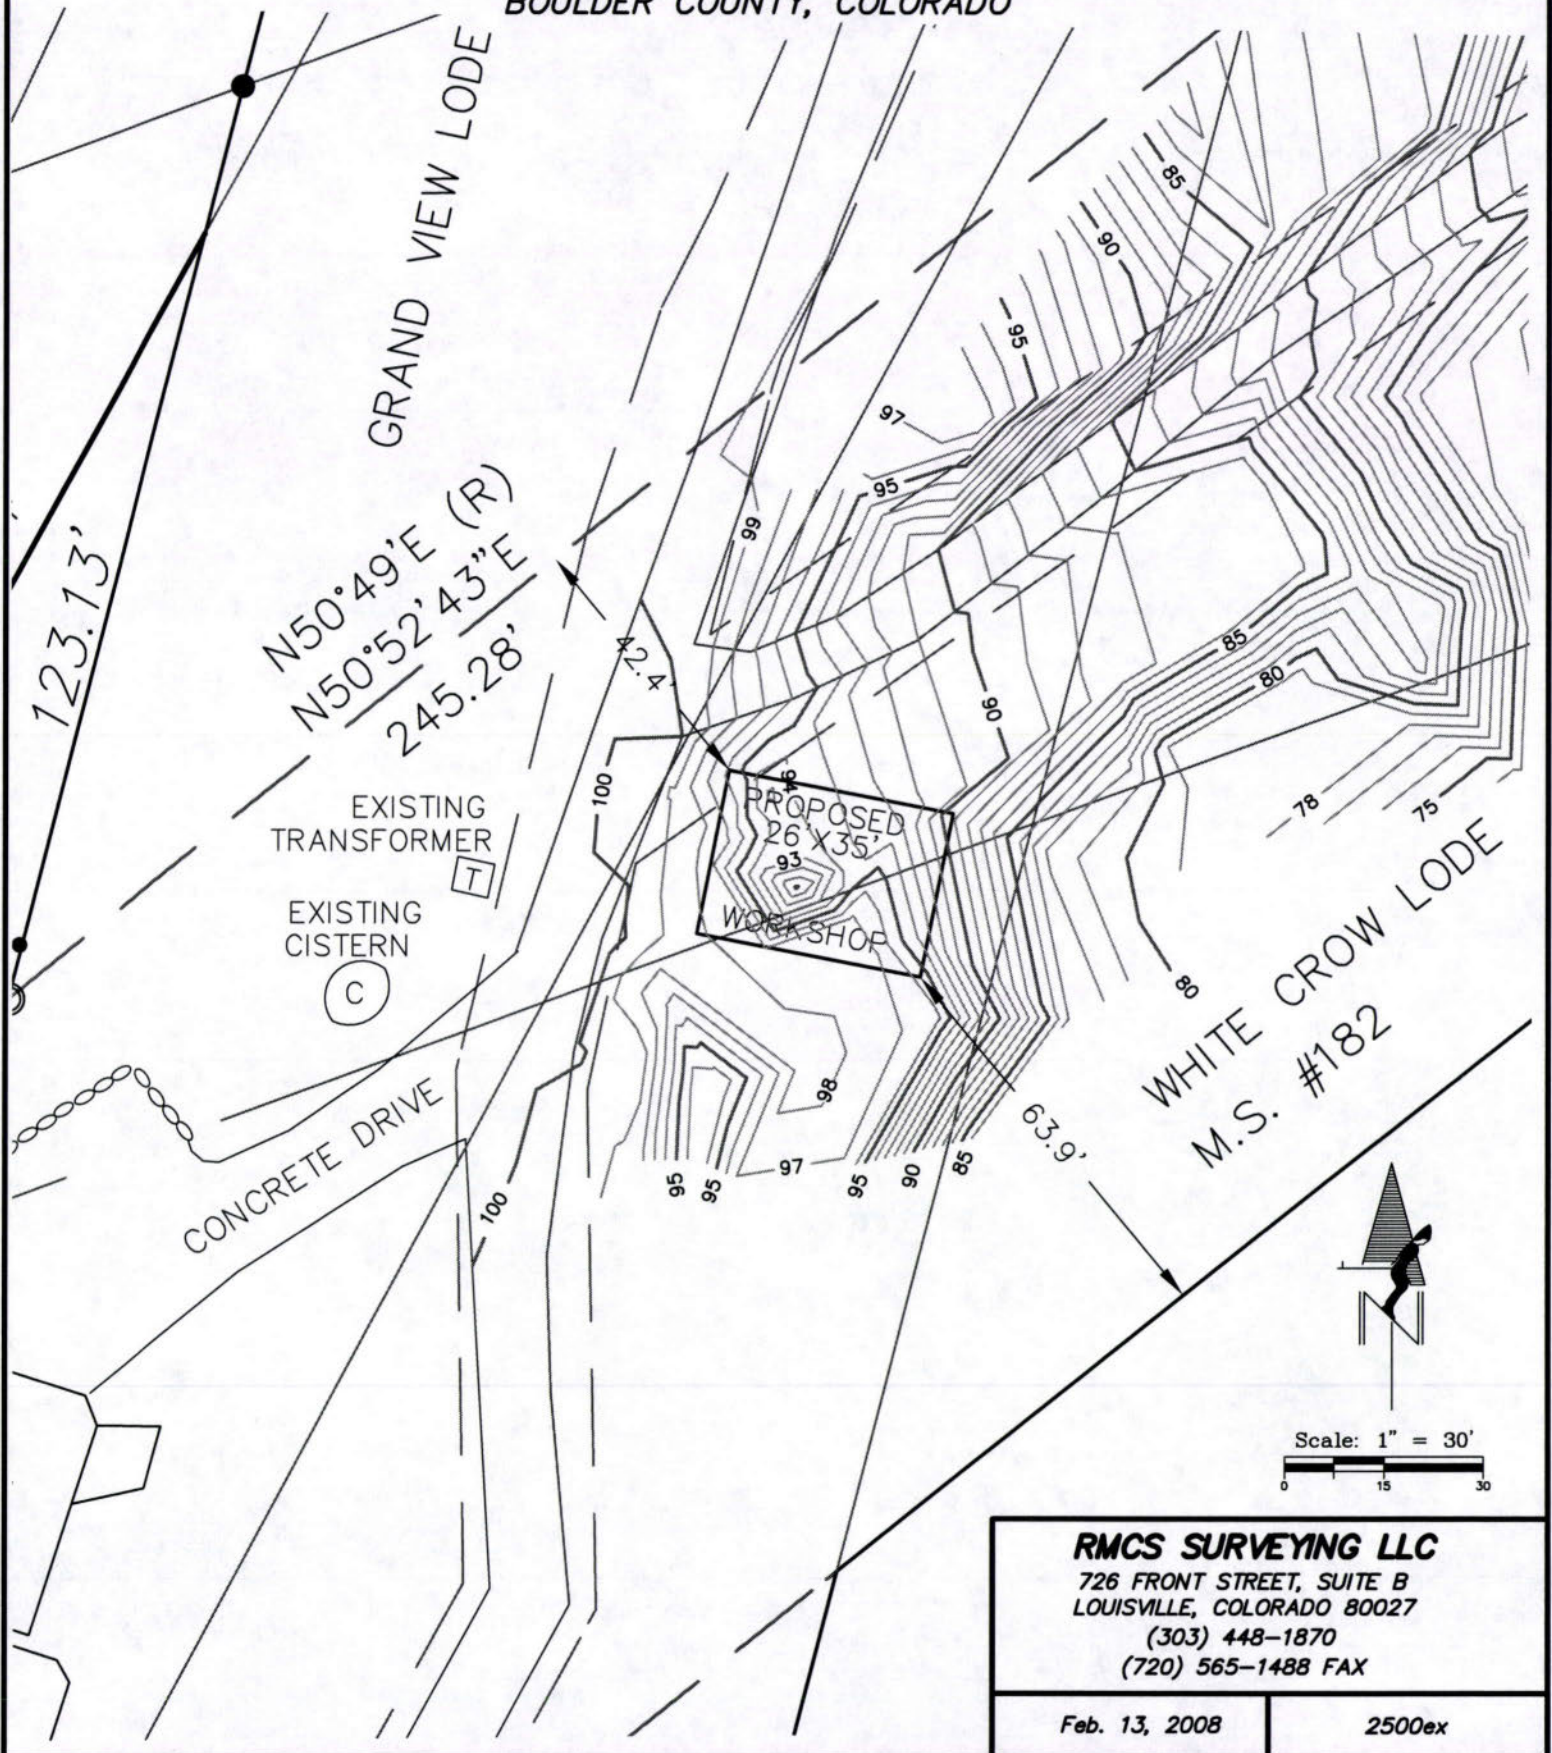 BOULDER COUNTY, COLORADO
GRAND VIEW LODE
123.13'
N50°49'E (R)
N50°52'43"E
245.28'
42.4'
85
90
95
97
95
99
90
85
80
78
75
100
EXISTING
TRANSFORMER
T
EXISTING
CISTERN
C
94
PROPOSED
26'X35'
93
WORKSHOP
80
WHITE CROW LODE
M.S. #182
CONCRETE DRIVE
100
98
97
95
95
95
90
85
63.9'
N
Scale: 1" = 30'
0 15 30
RMCS SURVEYING LLC
726 FRONT STREET, SUITE B
LOUISVILLE, COLORADO 80027
(303) 448-1870
(720) 565-1488 FAX
Feb. 13, 2008
2500ex